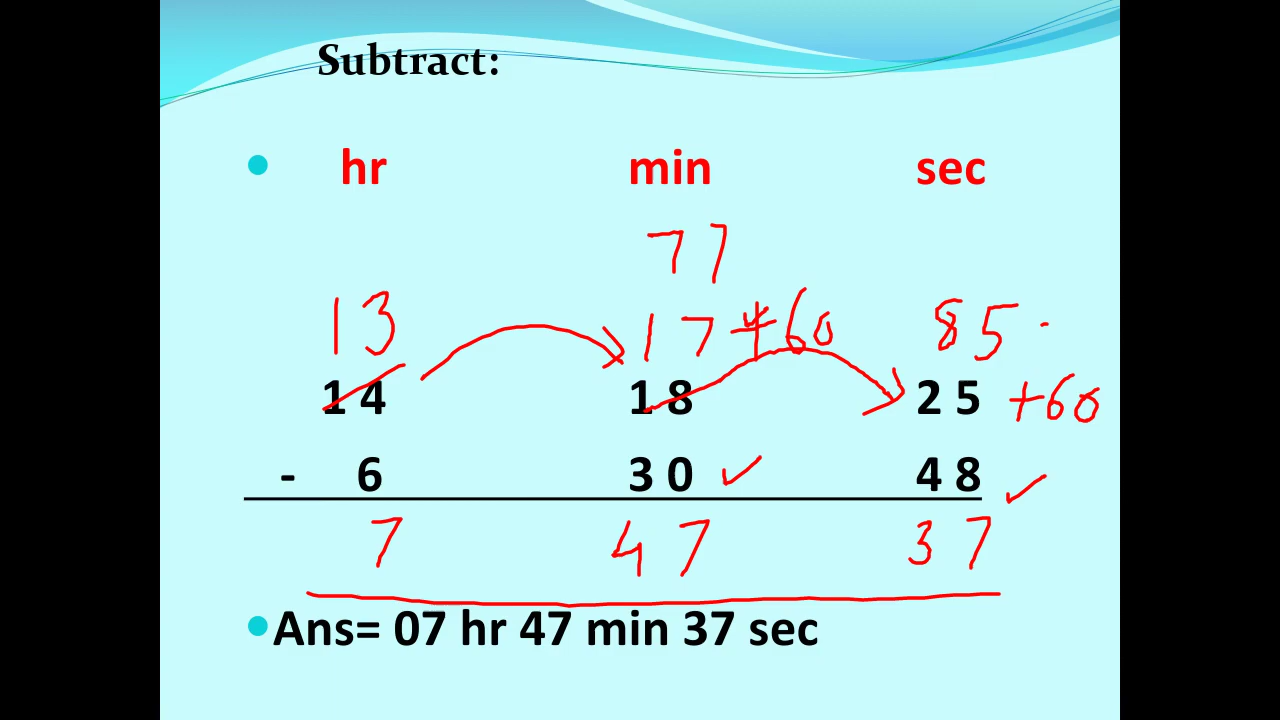 Subtract:
• hr min sec
77
13 17+60 85
14 18 25 +60
- 6 30 ✓ 48 ✓
7 47 37
• Ans= 07 hr 47 min 37 sec